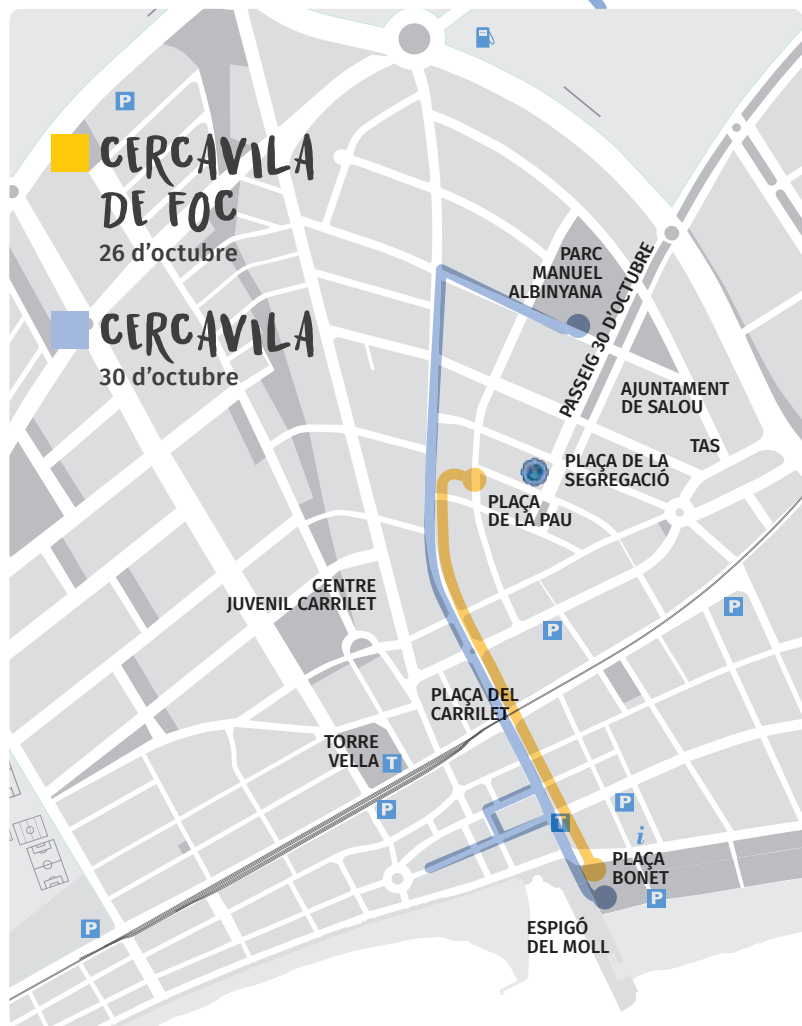 P
CERCAVILA
DE FOC
26 d'octubre
CERCAVILA
30 d'octubre
PARC
MANUEL
ALBINYANA
PASSEIG 30 D'OCTUBRE
AJUNTAMENT
DE SALOU
TAS
PLAÇA DE LA
SEGREGACIÓ
PLAÇA
DE LA PAU
CENTRE
JUVENIL CARRILET
P
P
PLAÇA DEL
CARRILET
TORRE
VELLA
T
P
P
T
i
PLAÇA
BONET
P
ESPIGÓ
DEL MOLL
P